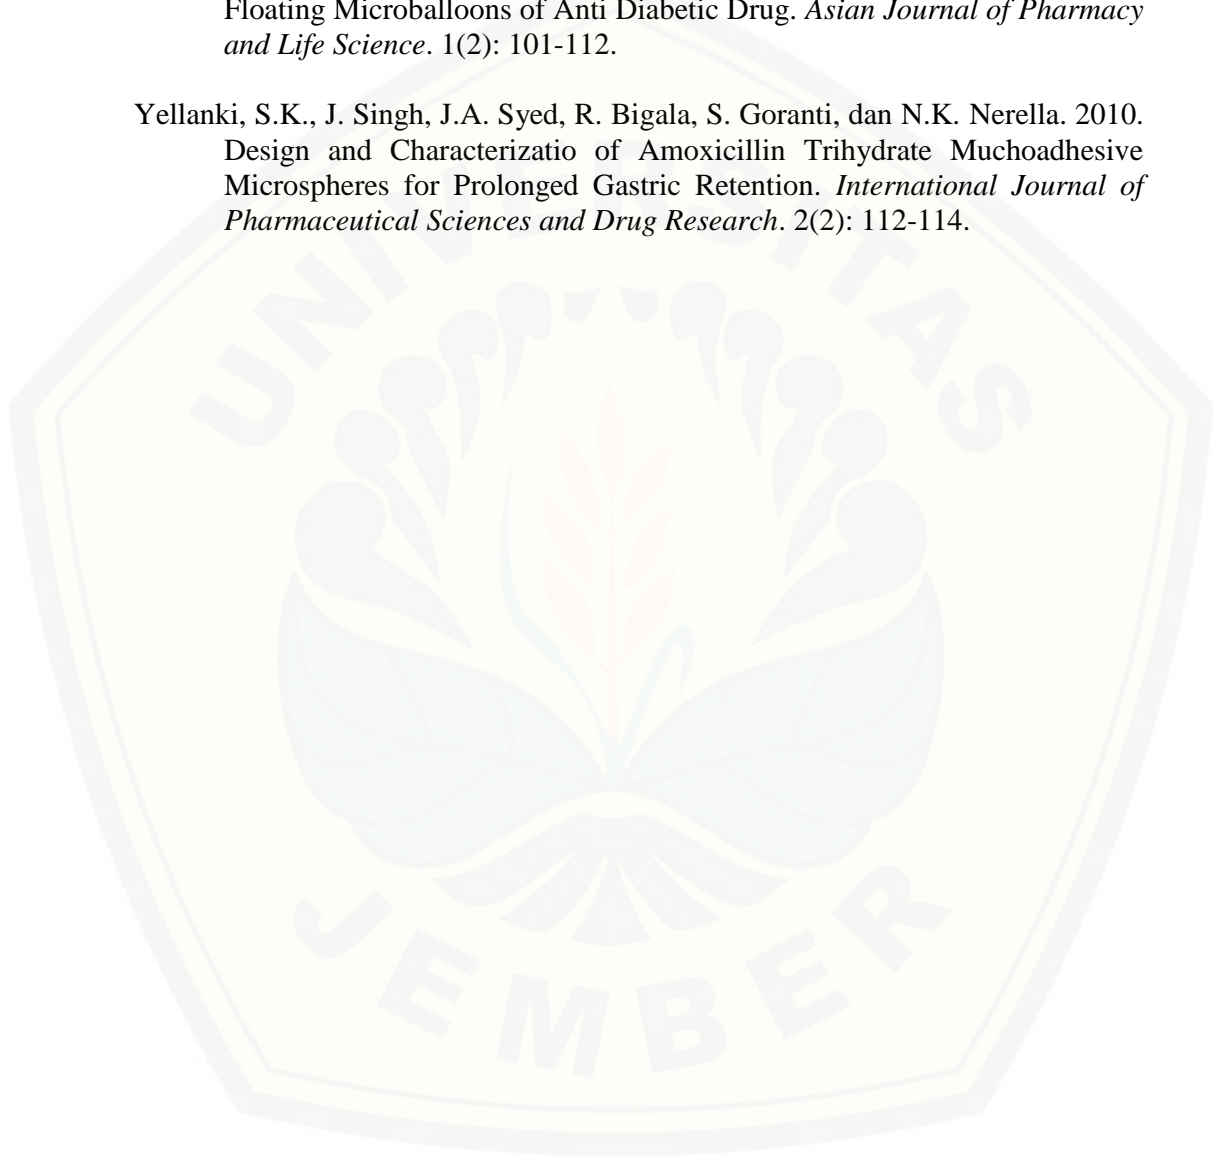 Floating Microballoons of Anti Diabetic Drug. Asian Journal of Pharmacy
and Life Science. 1(2): 101-112.
Yellanki, S.K., J. Singh, J.A. Syed, R. Bigala, S. Goranti, dan N.K. Nerella. 2010.
Design and Characterizatio of Amoxicillin Trihydrate Muchoadhesive
Microspheres for Prolonged Gastric Retention. International Journal of
Pharmaceutical Sciences and Drug Research. 2(2): 112-114.
UNIVERSITAS
JEMBER